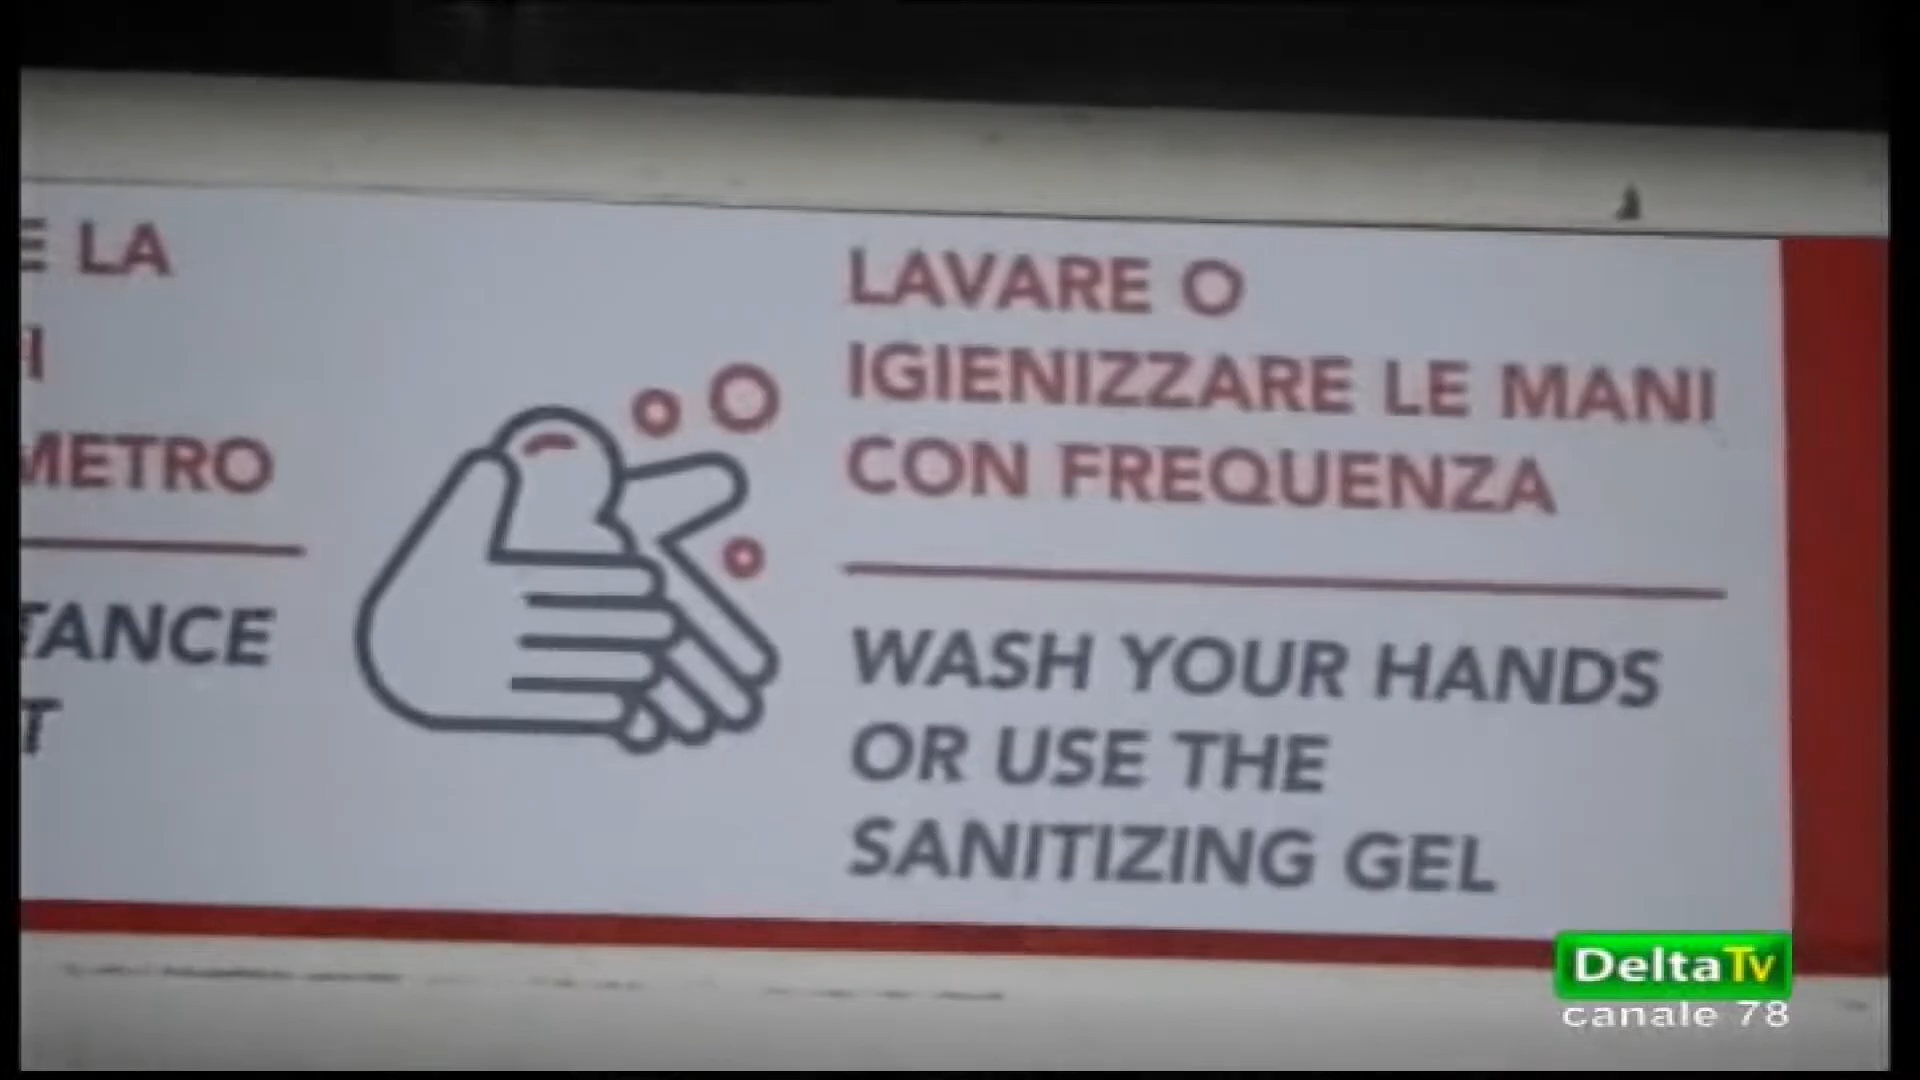 LA
METRO
LAVARE O
IGIENIZZARE LE MANI
CON FREQUENZA
WASH YOUR HANDS
OR USE THE
SANITIZING GEL
DeltaTv
canale 78